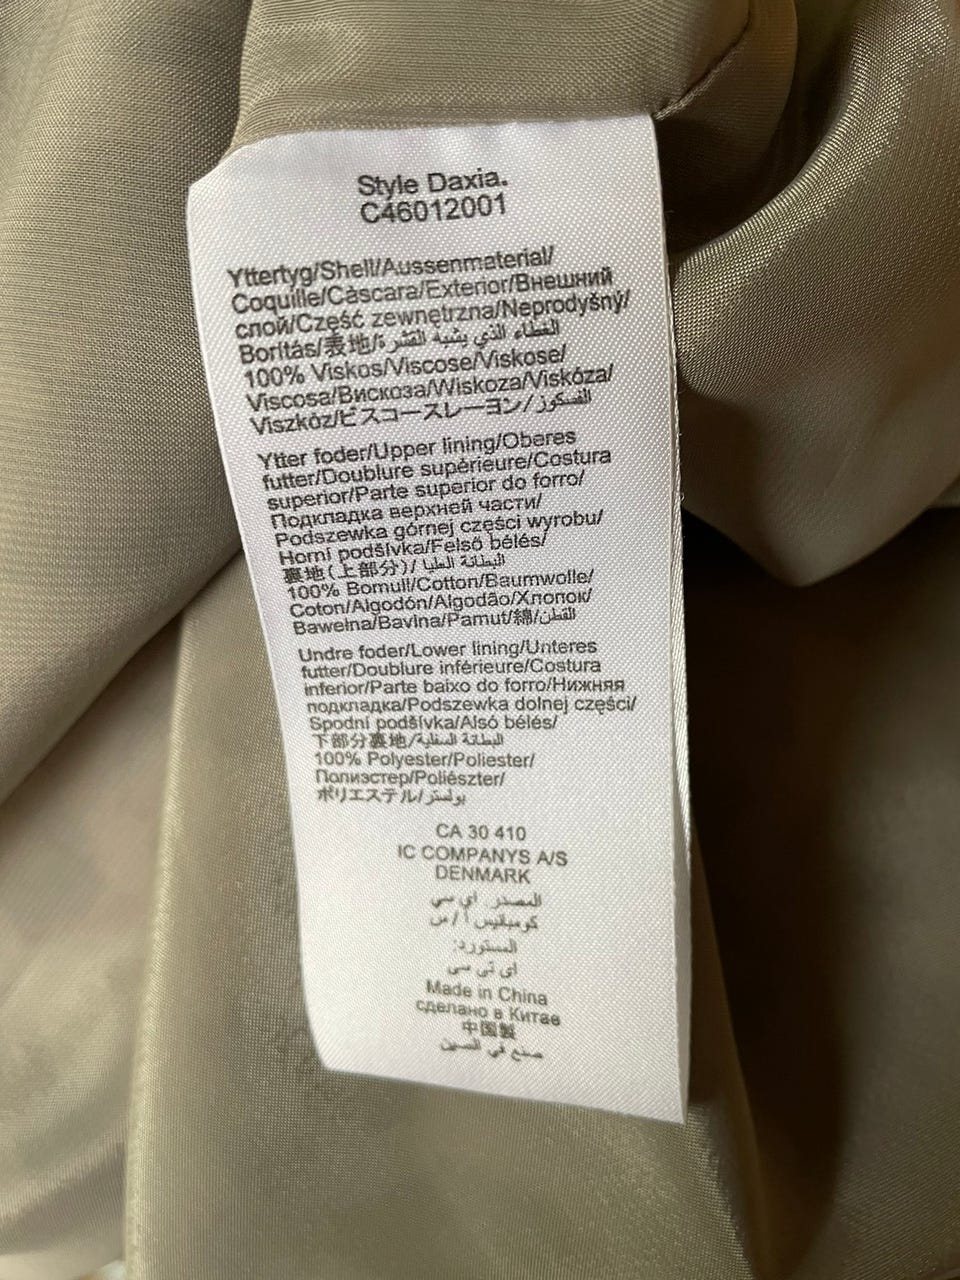 Style Daxia.
C46012001
Yttertyg/Shell/Aussenmaterial/
Coquille/Càscara/Exterior/Внешний
слой/Część zewnętrzna/Neprodyšný/
Borítás/表地/الغطاء الذي يشبه القشرة
100% Viskos/Viscose/Viskose/
Viscosa/Вискоза/Wiskoza/Viskóza/
Viszkóz/ビスコースレーヨン/الفسكوز
Ytter foder/Upper lining/Oberes
futter/Doublure supérieure/Costura
superior/Parte superior do forro/
Подкладка верхней части/
Podszewka górnej części wyrobu/
Horní podšívka/Felső bélés/
裏地(上部分)/البطانة العليا
100% Bomull/Cotton/Baumwolle/
Coton/Algodón/Algodão/Хлопок/
Bawełna/Bavlna/Pamut/綿/القطن
Undre foder/Lower lining/Unteres
futter/Doublure inférieure/Costura
inferior/Parte baixo do forro/Нижняя
подкладка/Podszewka dolnej części/
Spodní podšívka/Alsó bélés/
下部分裏地/البطانة السفلية
100% Polyester/Poliester/
Полиэстер/Poliészter/
ポリエステル/بولستر
CA 30 410
IC COMPANYS A/S
DENMARK
المصدر اي سي
كومبانيس ا/س
المستورد:
اي تي سي
Made in China
сделано в Китае
中国製
صنع في الصين